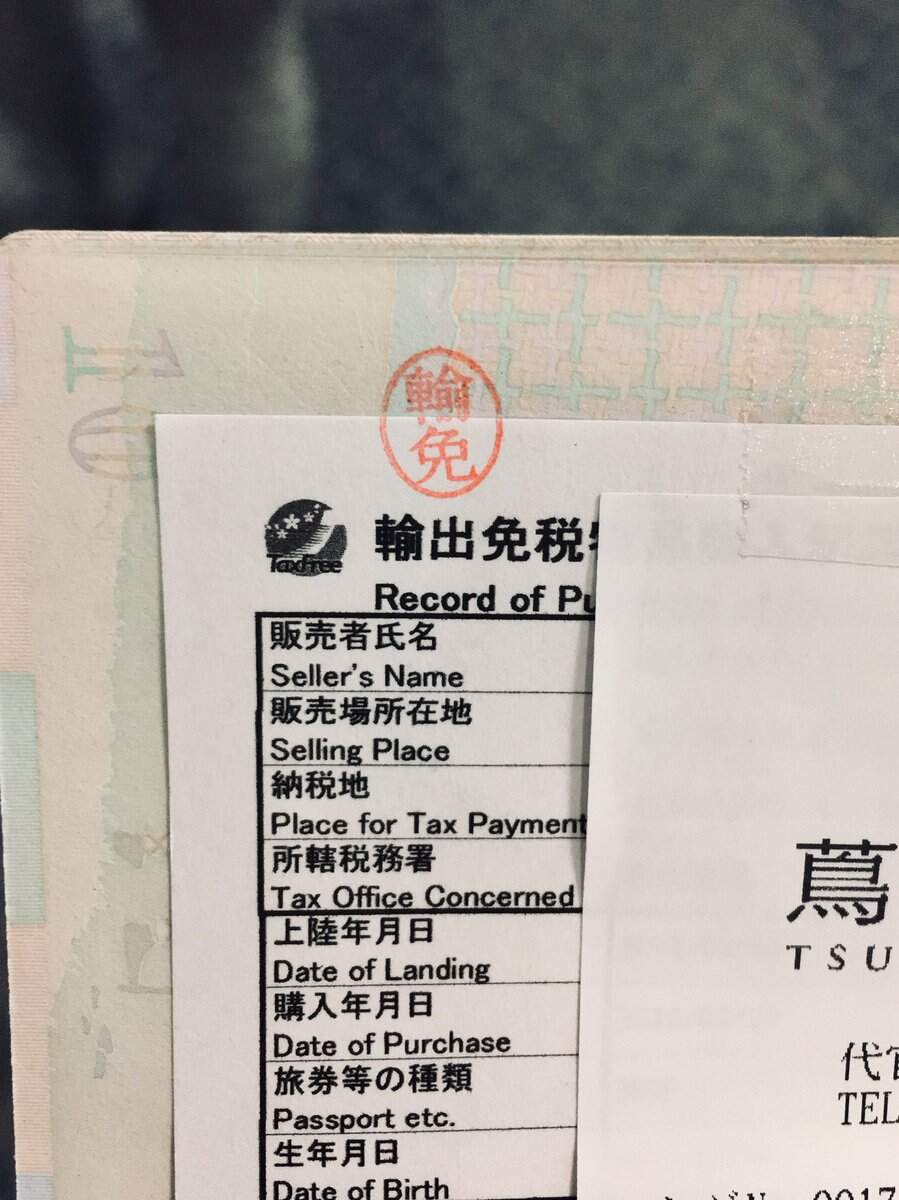 輸
免
Taxfree
輸出免税
Record of Pu
販売者氏名
Seller's Name
販売場所在地
Selling Place
納税地
Place for Tax Payment
所轄税務署
Tax Office Concerned
上陸年月日
Date of Landing
購入年月日
Date of Purchase
旅券等の種類
Passport etc.
生年月日
Date of Birth
蔦
TSU
代官
TEL
0017